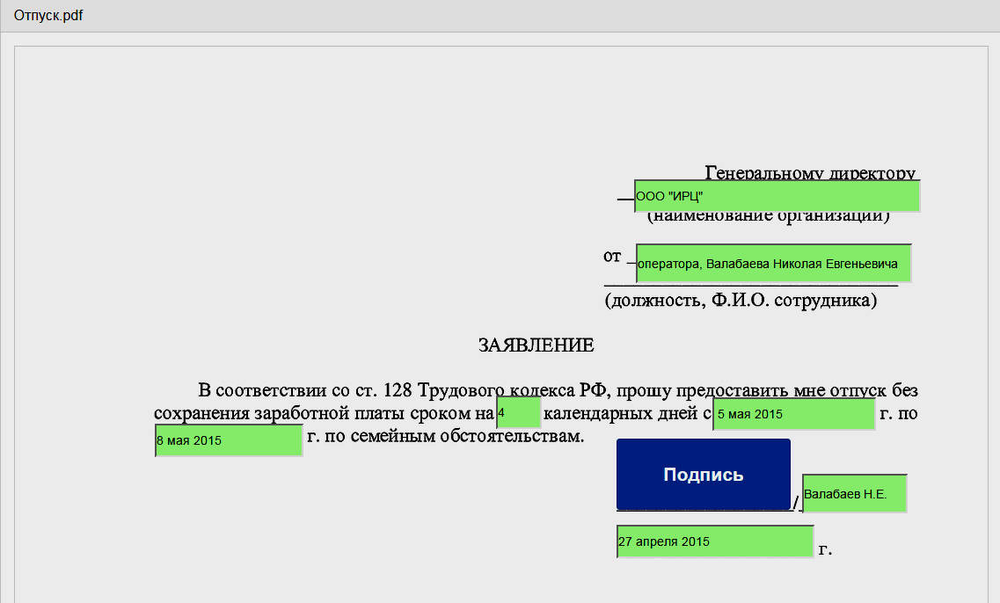 Отпуск.pdf
Генеральному директору
ООО "ИРЦ"
(наименование организации)
от _оператора, Валабаева Николая Евгеньевича
(должность, Ф.И.О. сотрудника)
ЗАЯВЛЕНИЕ
В соответствии со ст. 128 Трудового кодекса РФ, прошу предоставить мне отпуск без
сохранения заработной платы сроком на 4 календарных дней с 5 мая 2015 г. по
8 мая 2015 г. по семейным обстоятельствам.
Подпись
/ Валабаев Н.Е.
27 апреля 2015 г.